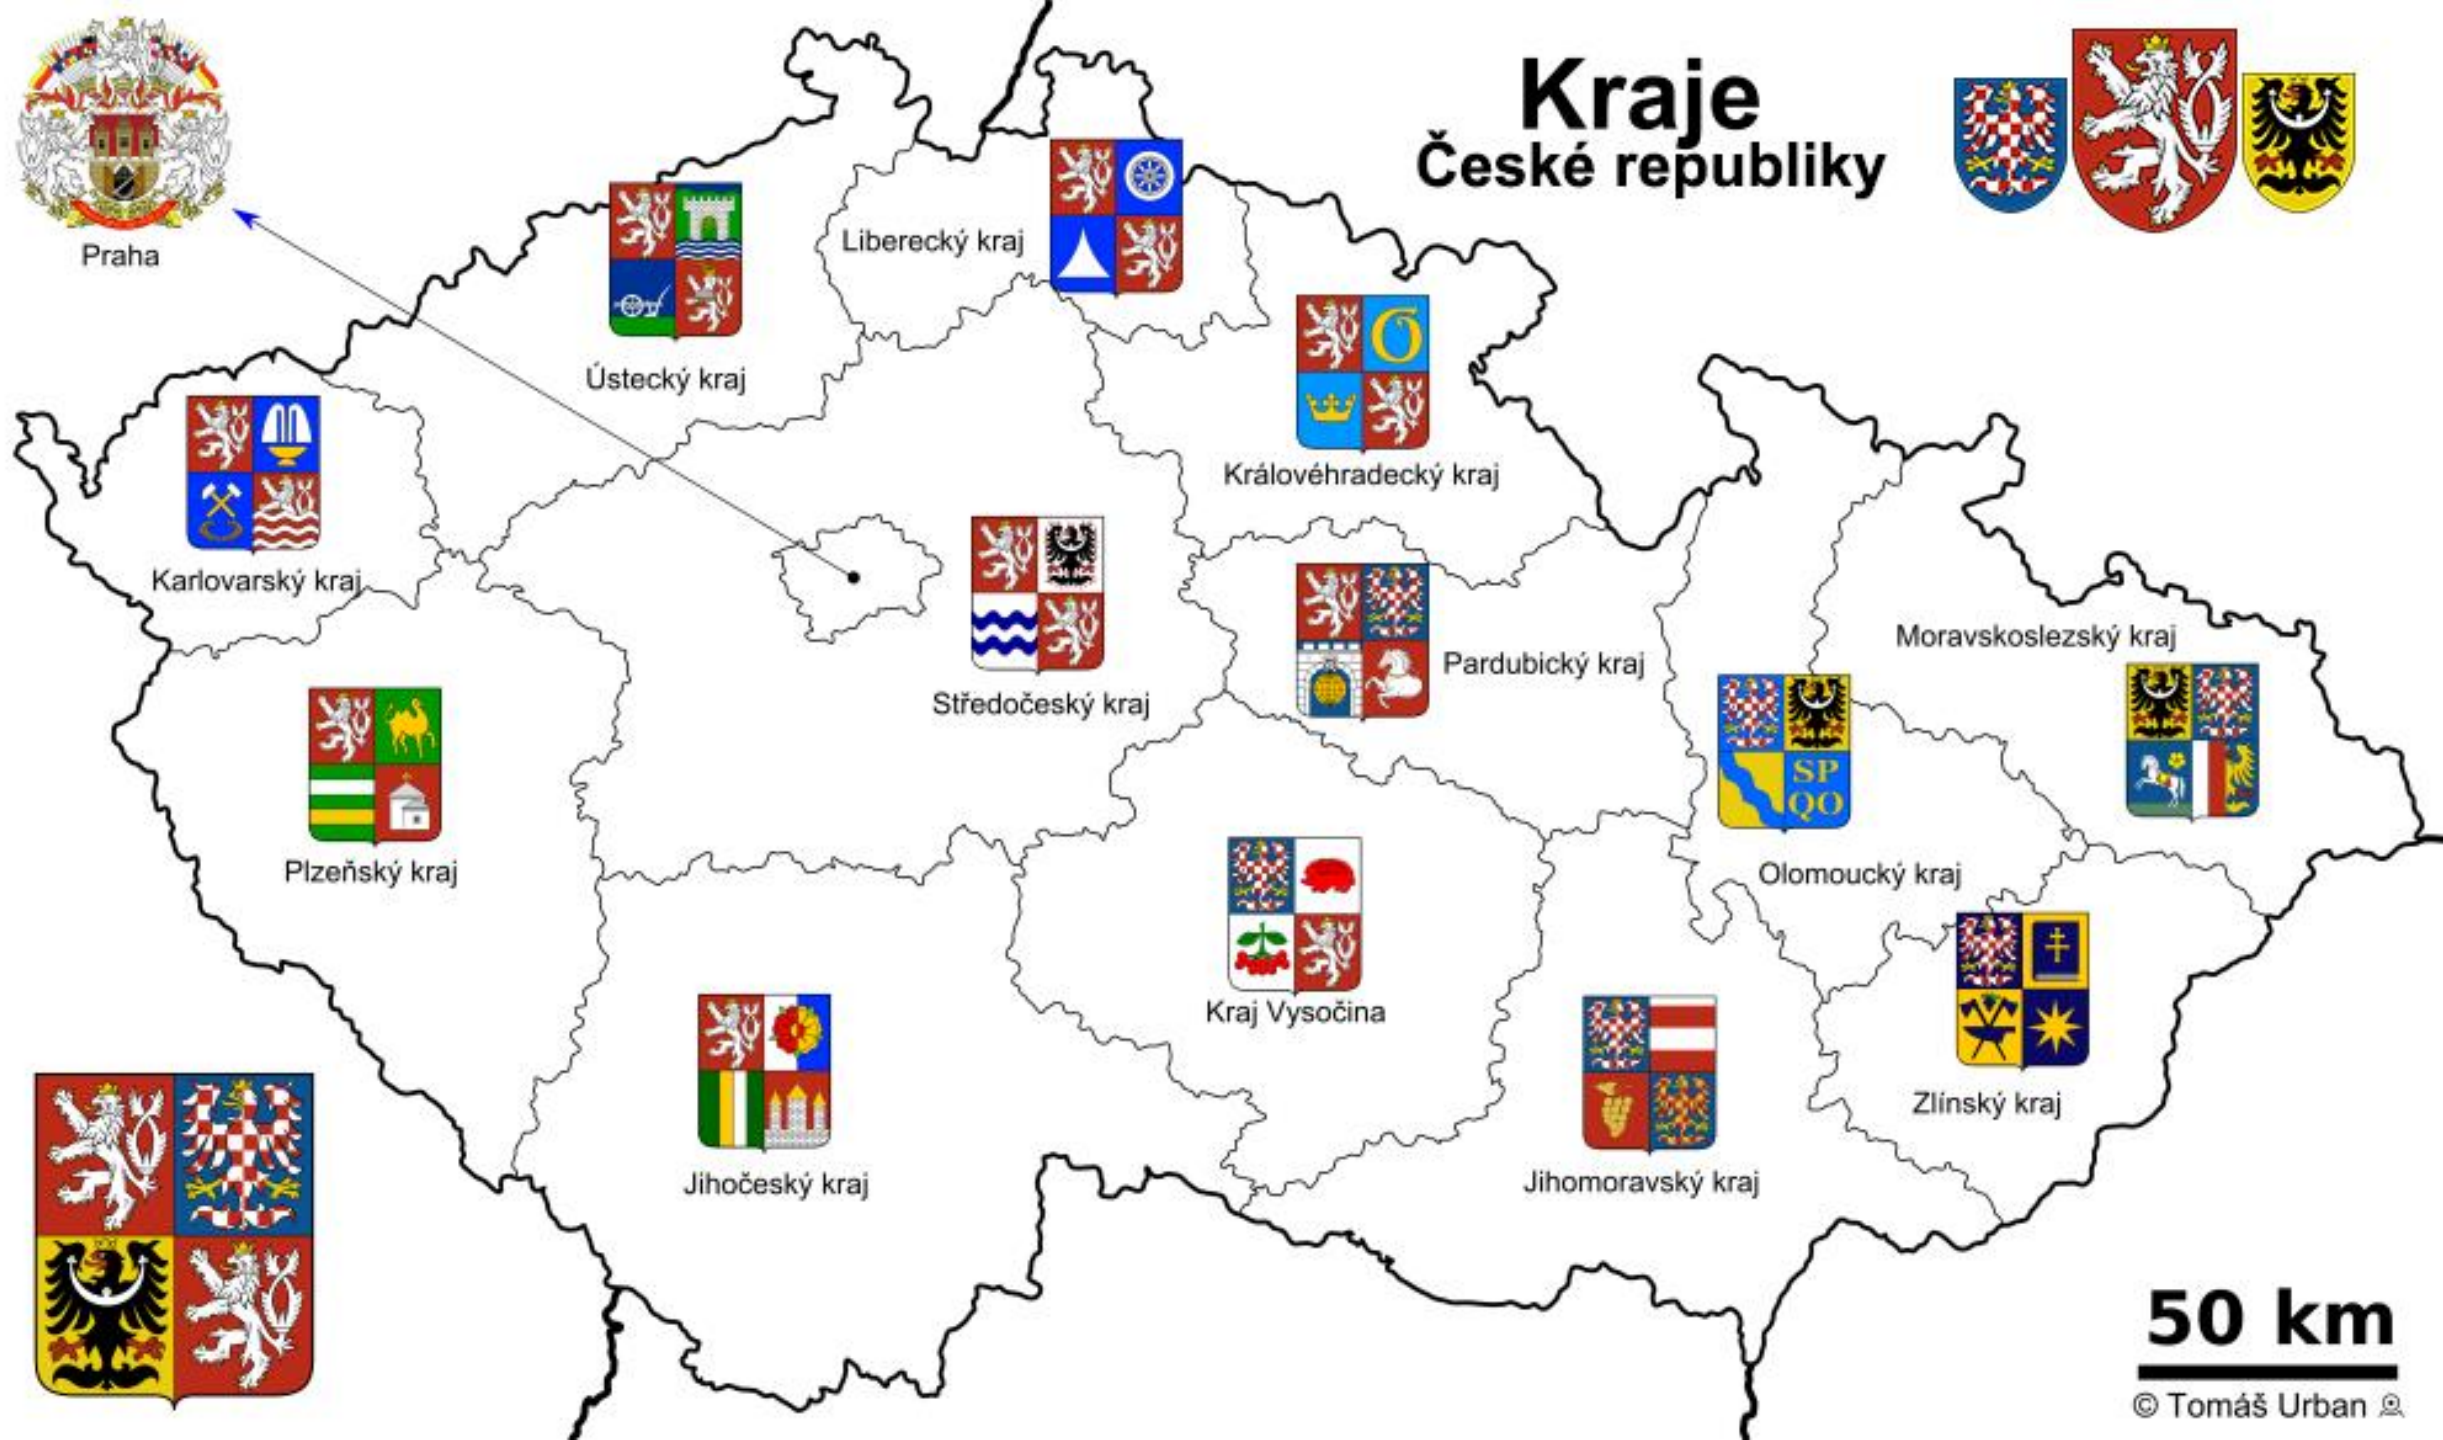 Kraje
České republiky
Praha
Liberecký kraj
Ústecký kraj
Královéhradecký kraj
Karlovarský kraj
Moravskoslezský kraj
Pardubický kraj
Středočeský kraj
SP
QO
Plzeňský kraj
Olomoucký kraj
Kraj Vysočina
Zlínský kraj
Jihočeský kraj
Jihomoravský kraj
50 km
© Tomáš Urban